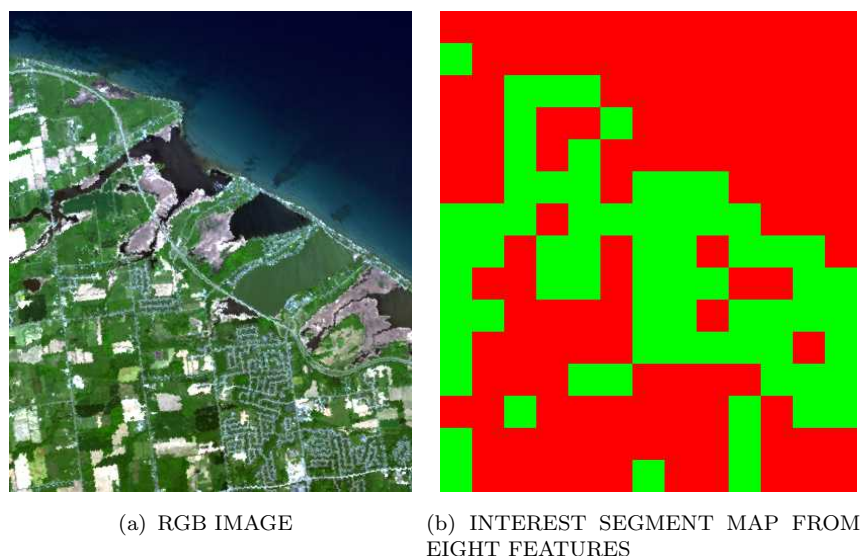 (a) RGB IMAGE
(b) INTEREST SEGMENT MAP FROM
EIGHT FEATURES